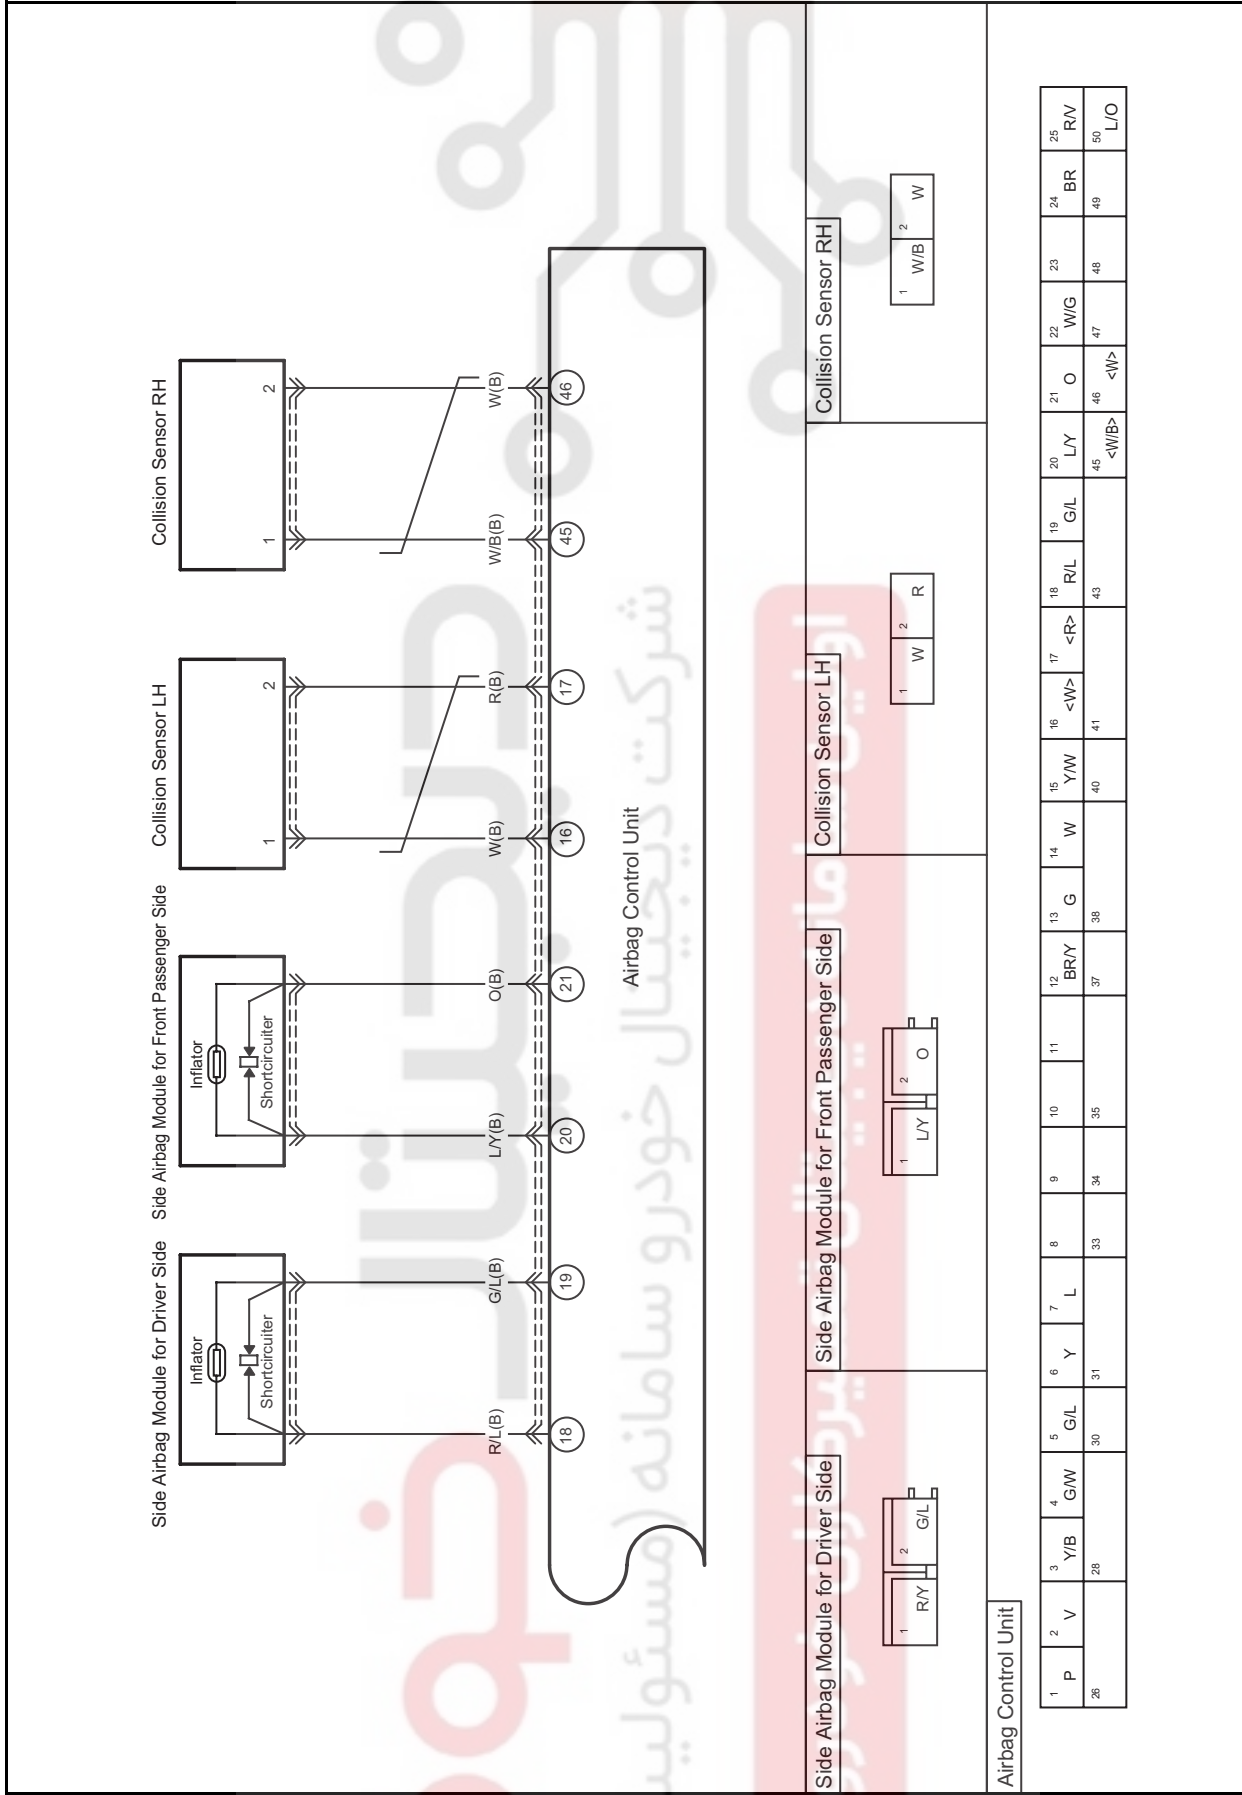 Side Airbag Module for Driver Side
Side Airbag Module for Front Passenger Side
Collision Sensor LH
Collision Sensor RH
Inflator
Shortcircuiter
Inflator
Shortcircuiter
1 2
1 2
R/L(B) G/L(B) L/Y(B) O(B) W(B) R(B) W/B(B) W(B)
18 19 20 21 16 17 45 46
Airbag Control Unit
شرکت دیجیتال خودرو سامانه (مسئولی
Side Airbag Module for Driver Side
1 R/Y 2 G/L
Side Airbag Module for Front Passenger Side
1 L/Y 2 O
Collision Sensor LH
1 W 2 R
Collision Sensor RH
1 W/B 2 W
Airbag Control Unit
1 P 2 V 3 Y/B 4 G/W 5 G/L 6 Y 7 L 8 9 10 11 12 BR/Y 13 G 14 W 15 Y/W 16 <W> 17 <R> 18 R/L 19 G/L 20 L/Y 21 O 22 W/G 23 24 BR 25 R/V
26 28 30 31 33 34 35 37 38 40 41 43 45 <W/B> 46 <W> 47 48 49 50 L/O